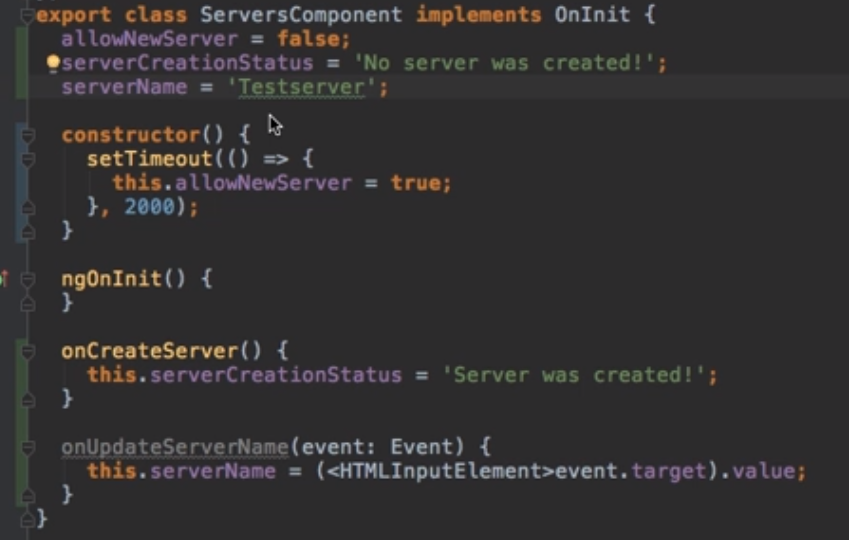 export class ServersComponent implements OnInit {
  allowNewServer = false;
  serverCreationStatus = 'No server was created!';
  serverName = 'Testserver';
  constructor() {
    setTimeout(() => {
      this.allowNewServer = true;
    }, 2000);
  }
  ngOnInit() {
  }
  onCreateServer() {
    this.serverCreationStatus = 'Server was created!';
  }
  onUpdateServerName(event: Event) {
    this.serverName = (<HTMLInputElement>event.target).value;
  }
}